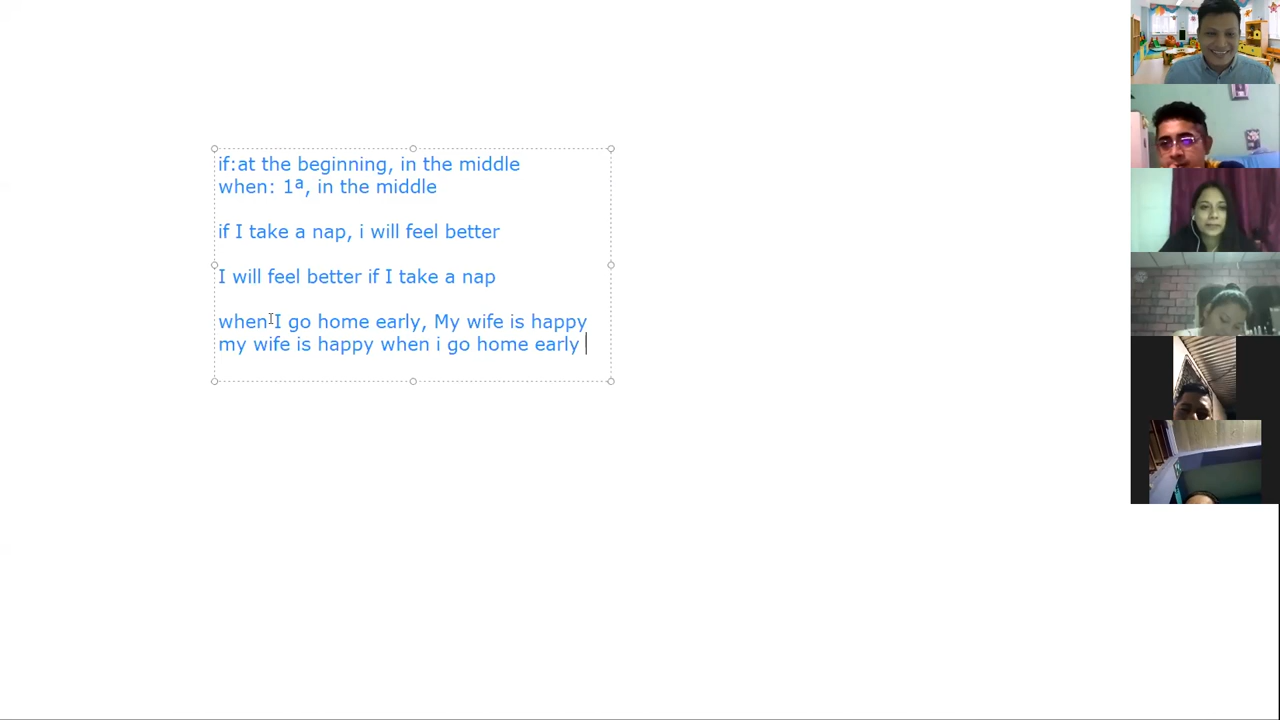 if:at the beginning, in the middle
when: 1ª, in the middle
if I take a nap, i will feel better
I will feel better if I take a nap
when I go home early, My wife is happy
my wife is happy when i go home early